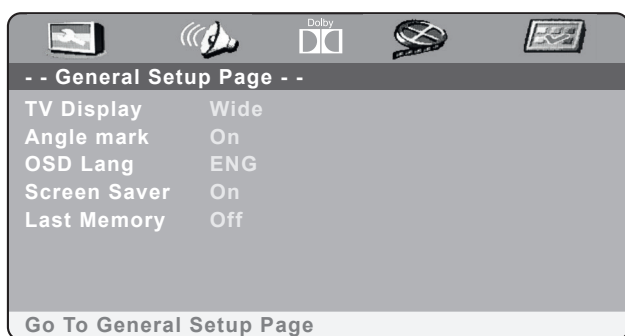 Dolby
- - General Setup Page - -
TV Display Wide
Angle mark On
OSD Lang ENG
Screen Saver On
Last Memory Off
Go To General Setup Page